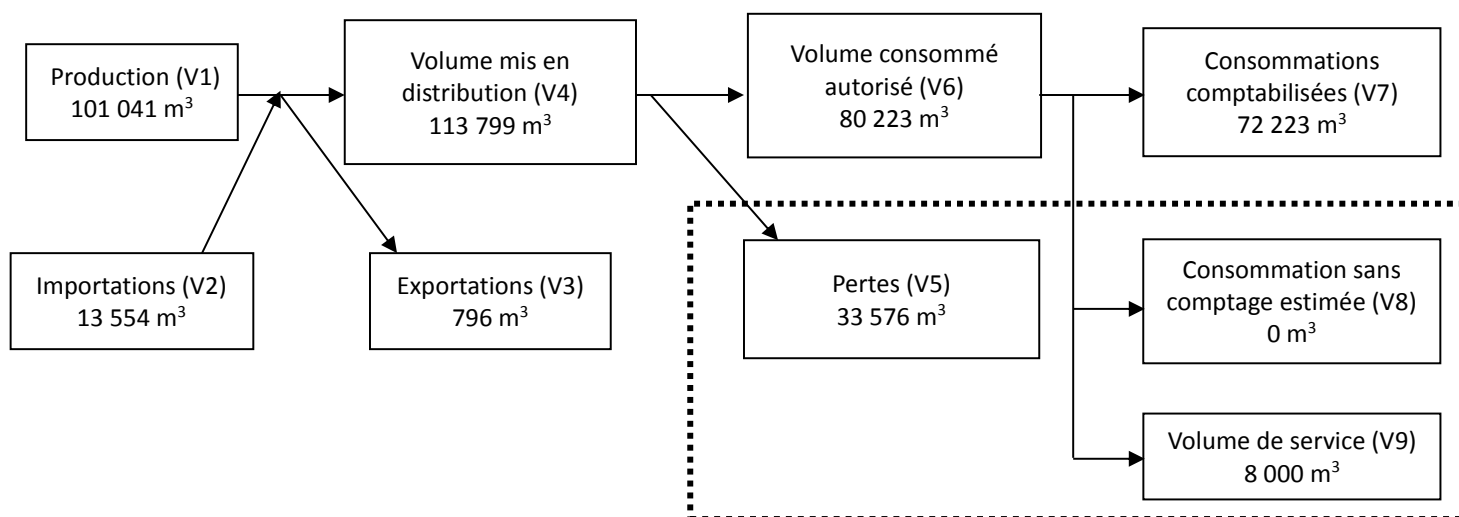 Production (V1)
101 041 m³
Volume mis en
distribution (V4)
113 799 m³
Volume consommé
autorisé (V6)
80 223 m³
Consommations
comptabilisées (V7)
72 223 m³
Importations (V2)
13 554 m³
Exportations (V3)
796 m³
Pertes (V5)
33 576 m³
Consommation sans
comptage estimée (V8)
0 m³
Volume de service (V9)
8 000 m³